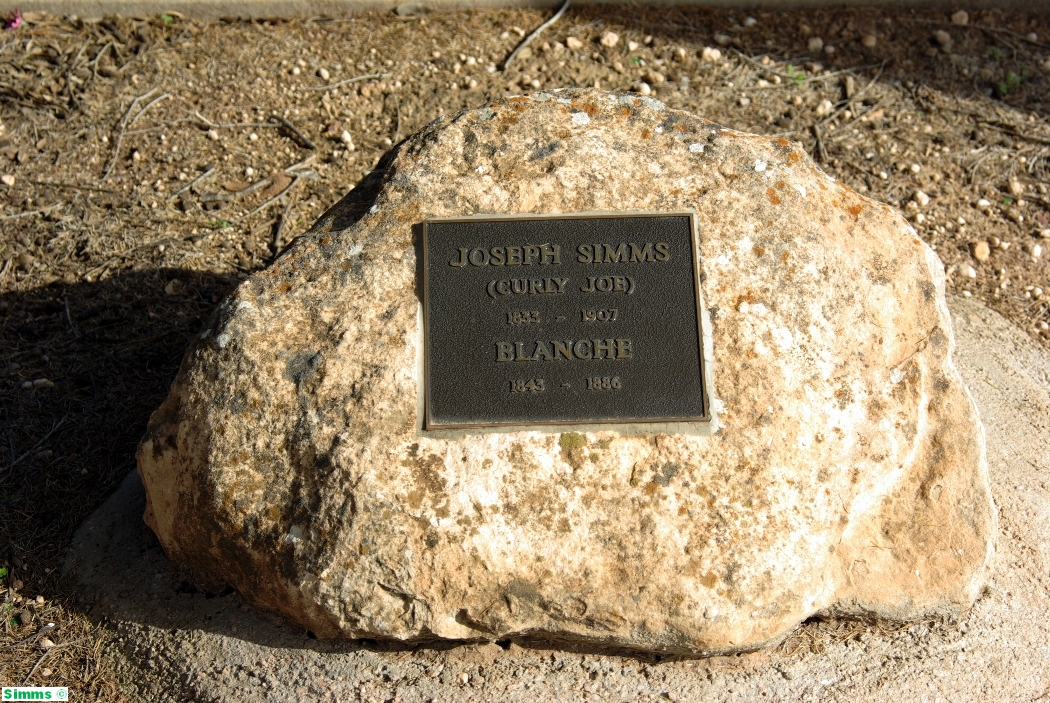 JOSEPH SIMMS
(CURLY JOE)
1833 - 1907
BLANCHE
1843 - 1886
Simms ©